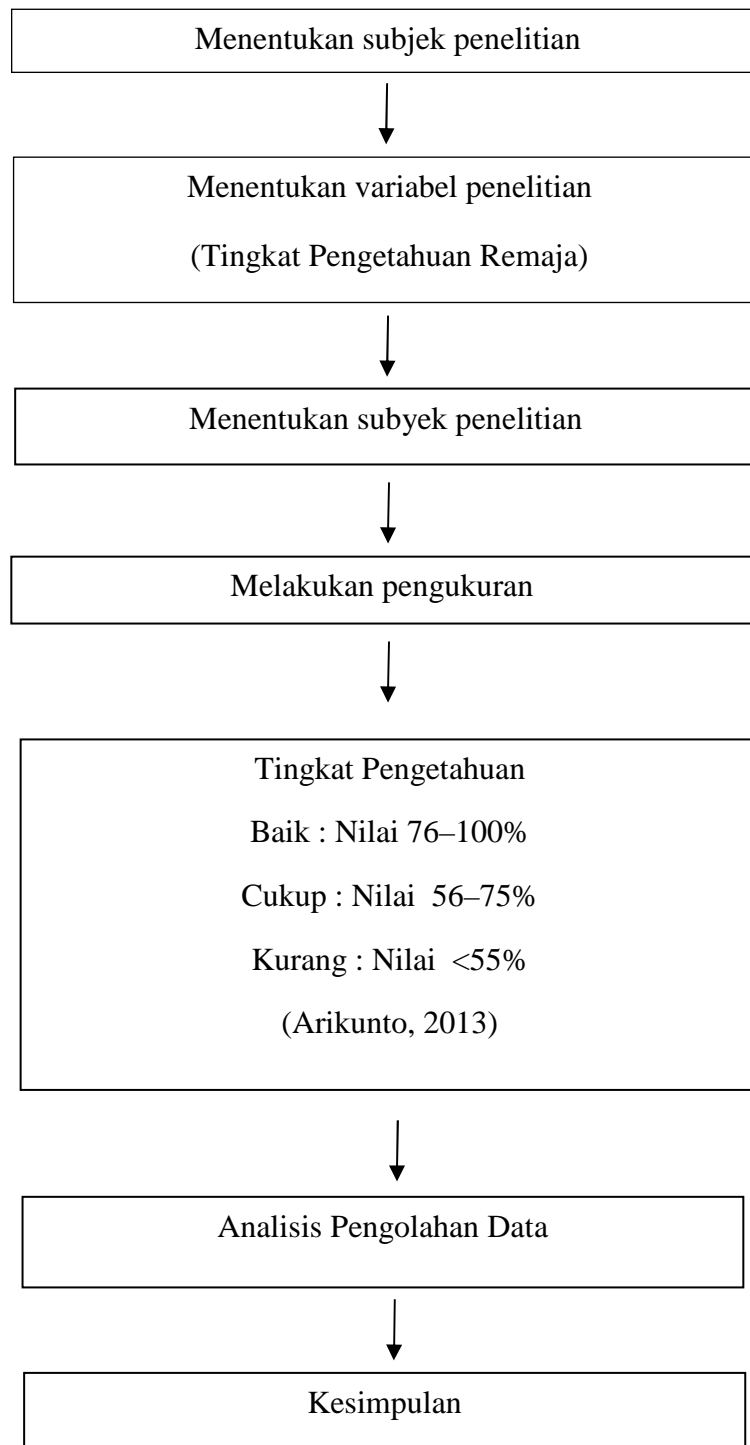 Menentukan subjek penelitian
Menentukan variabel penelitian
(Tingkat Pengetahuan Remaja)
Menentukan subyek penelitian
Melakukan pengukuran
Tingkat Pengetahuan
Baik : Nilai 76–100%
Cukup : Nilai  56–75%
Kurang : Nilai  <55%
(Arikunto, 2013)
Analisis Pengolahan Data
Kesimpulan